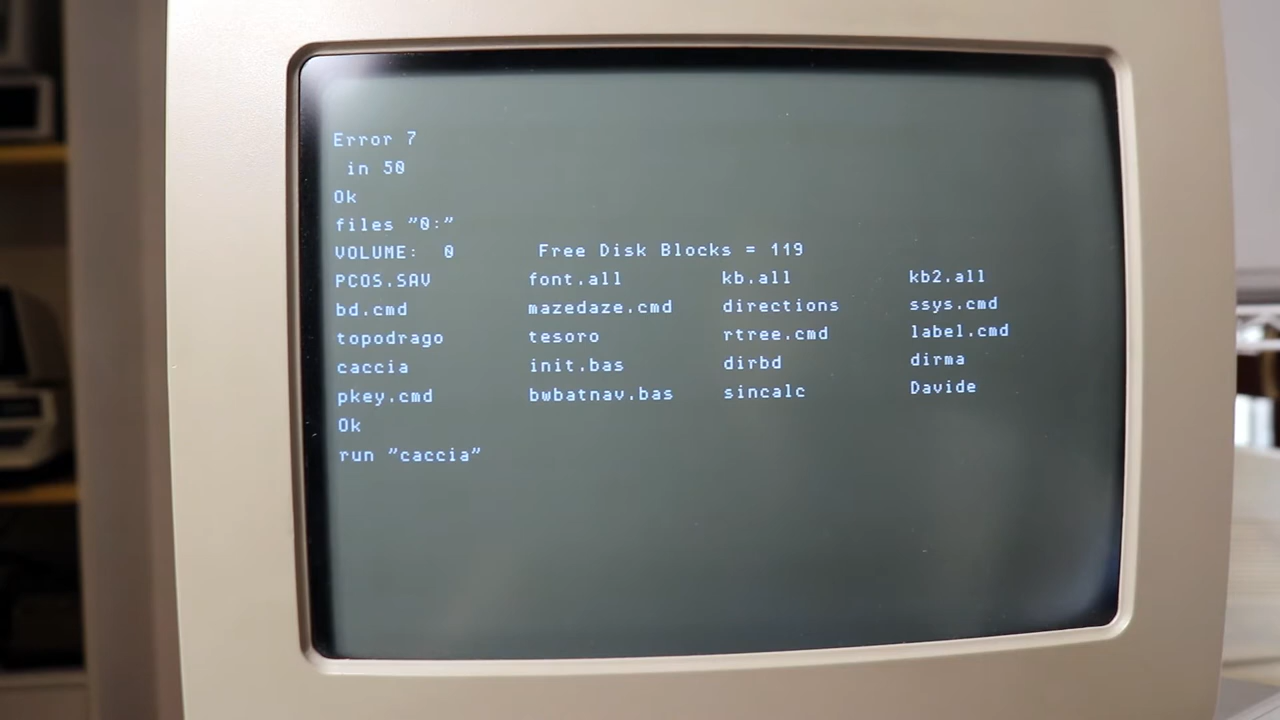 Error 7
in 50
Ok
files "0:"
VOLUME: 0 Free Disk Blocks = 119
PCOS.SAV font.all kb.all kb2.all
bd.cmd mazedaze.cmd directions ssys.cmd
topodrago tesoro rtree.cmd label.cmd
caccia init.bas dirbd dirma
pkey.cmd bwbatnav.bas sincalc Davide
Ok
run "caccia"